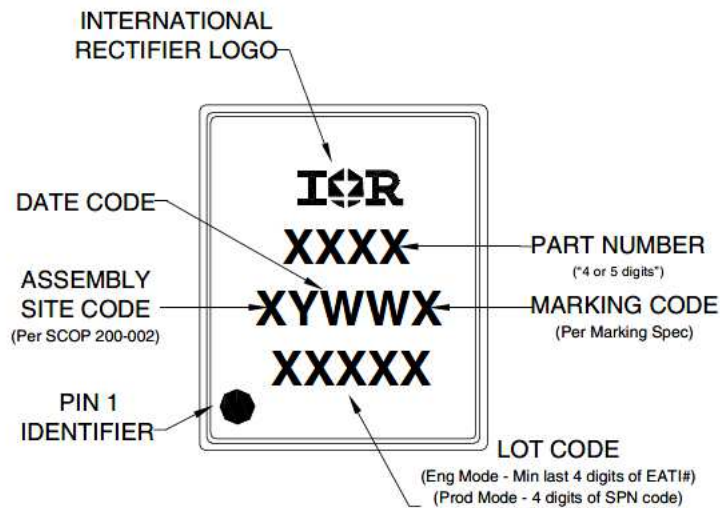 INTERNATIONAL
RECTIFIER LOGO
IOR
DATE CODE
XXXX
PART NUMBER
("4 or 5 digits")
ASSEMBLY
SITE CODE
(Per SCOP 200-002)
XYWWX
MARKING CODE
(Per Marking Spec)
XXXXX
PIN 1
IDENTIFIER
LOT CODE
(Eng Mode - Min last 4 digits of EATI#)
(Prod Mode - 4 digits of SPN code)